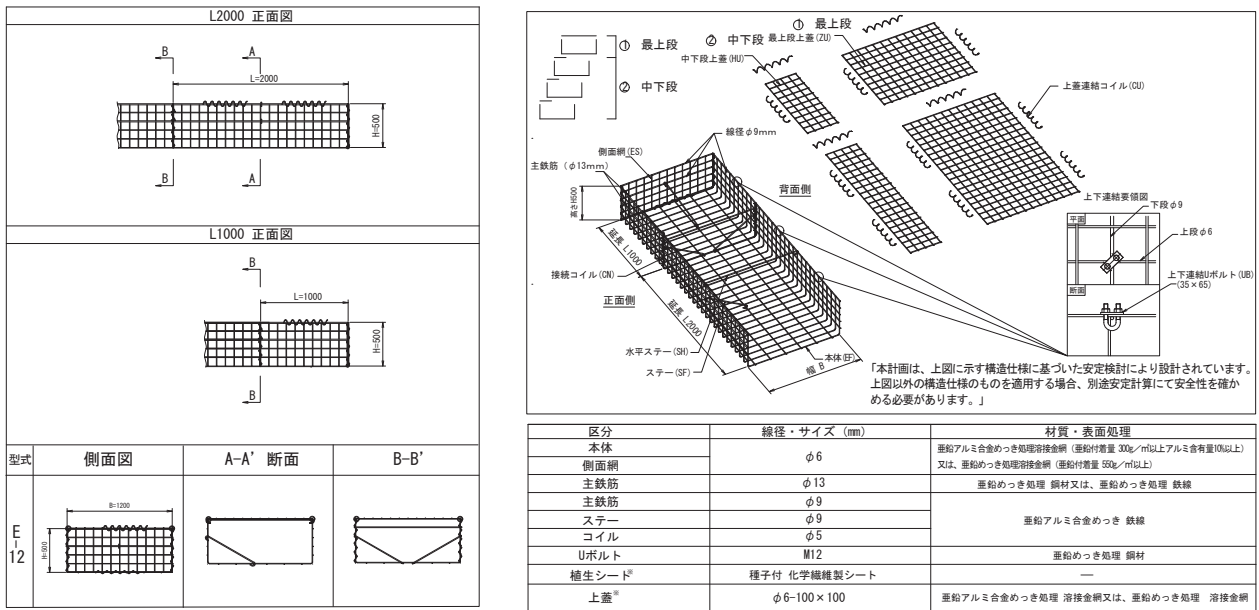 L2000 正面図
B
A
L=2000
H=500
B
A
L1000 正面図
B
L=1000
H=500
B
型式
側面図
A-A' 断面
B-B'
E-12
B=1200
H=500
① 最上段
② 中下段
① 最上段
最上段上蓋(ZU)
② 中下段
中下段上蓋(HU)
上蓋連結コイル(CU)
線径φ9mm
側面網(ES)
主鉄筋(φ13mm)
高さH500
背面側
延長 L1000
接続コイル(CN)
正面側
延長 L2000
水平ステー(SH)
ステー(SF)
本体(EF)
幅 B
上下連結要領図
下段φ9
平面
上段φ6
上下連結Uボルト(UB)
(35×65)
断面
「本計画は、上図に示す構造仕様に基づいた安定検討により設計されています。
上図以外の構造仕様のものを適用する場合、別途安定計算にて安全性を確か
める必要があります。」
区分 線径・サイズ (mm) 材質・表面処理
本体 φ6 亜鉛アルミ合金めっき処理溶接金網(亜鉛付着量 300g/㎡以上アルミ含有量10%以上)
側面網 又は、亜鉛めっき処理溶接金網(亜鉛付着量 550g/㎡以上)
主鉄筋 φ13 亜鉛めっき処理 鋼材又は、亜鉛めっき処理 鉄線
主鉄筋 φ9
ステー φ9 亜鉛アルミ合金めっき 鉄線
コイル φ5
Uボルト M12 亜鉛めっき処理 鋼材
植生シート※ 種子付 化学繊維製シート —
上蓋※ φ6-100×100 亜鉛アルミ合金めっき処理 溶接金網又は、亜鉛めっき処理 溶接金網